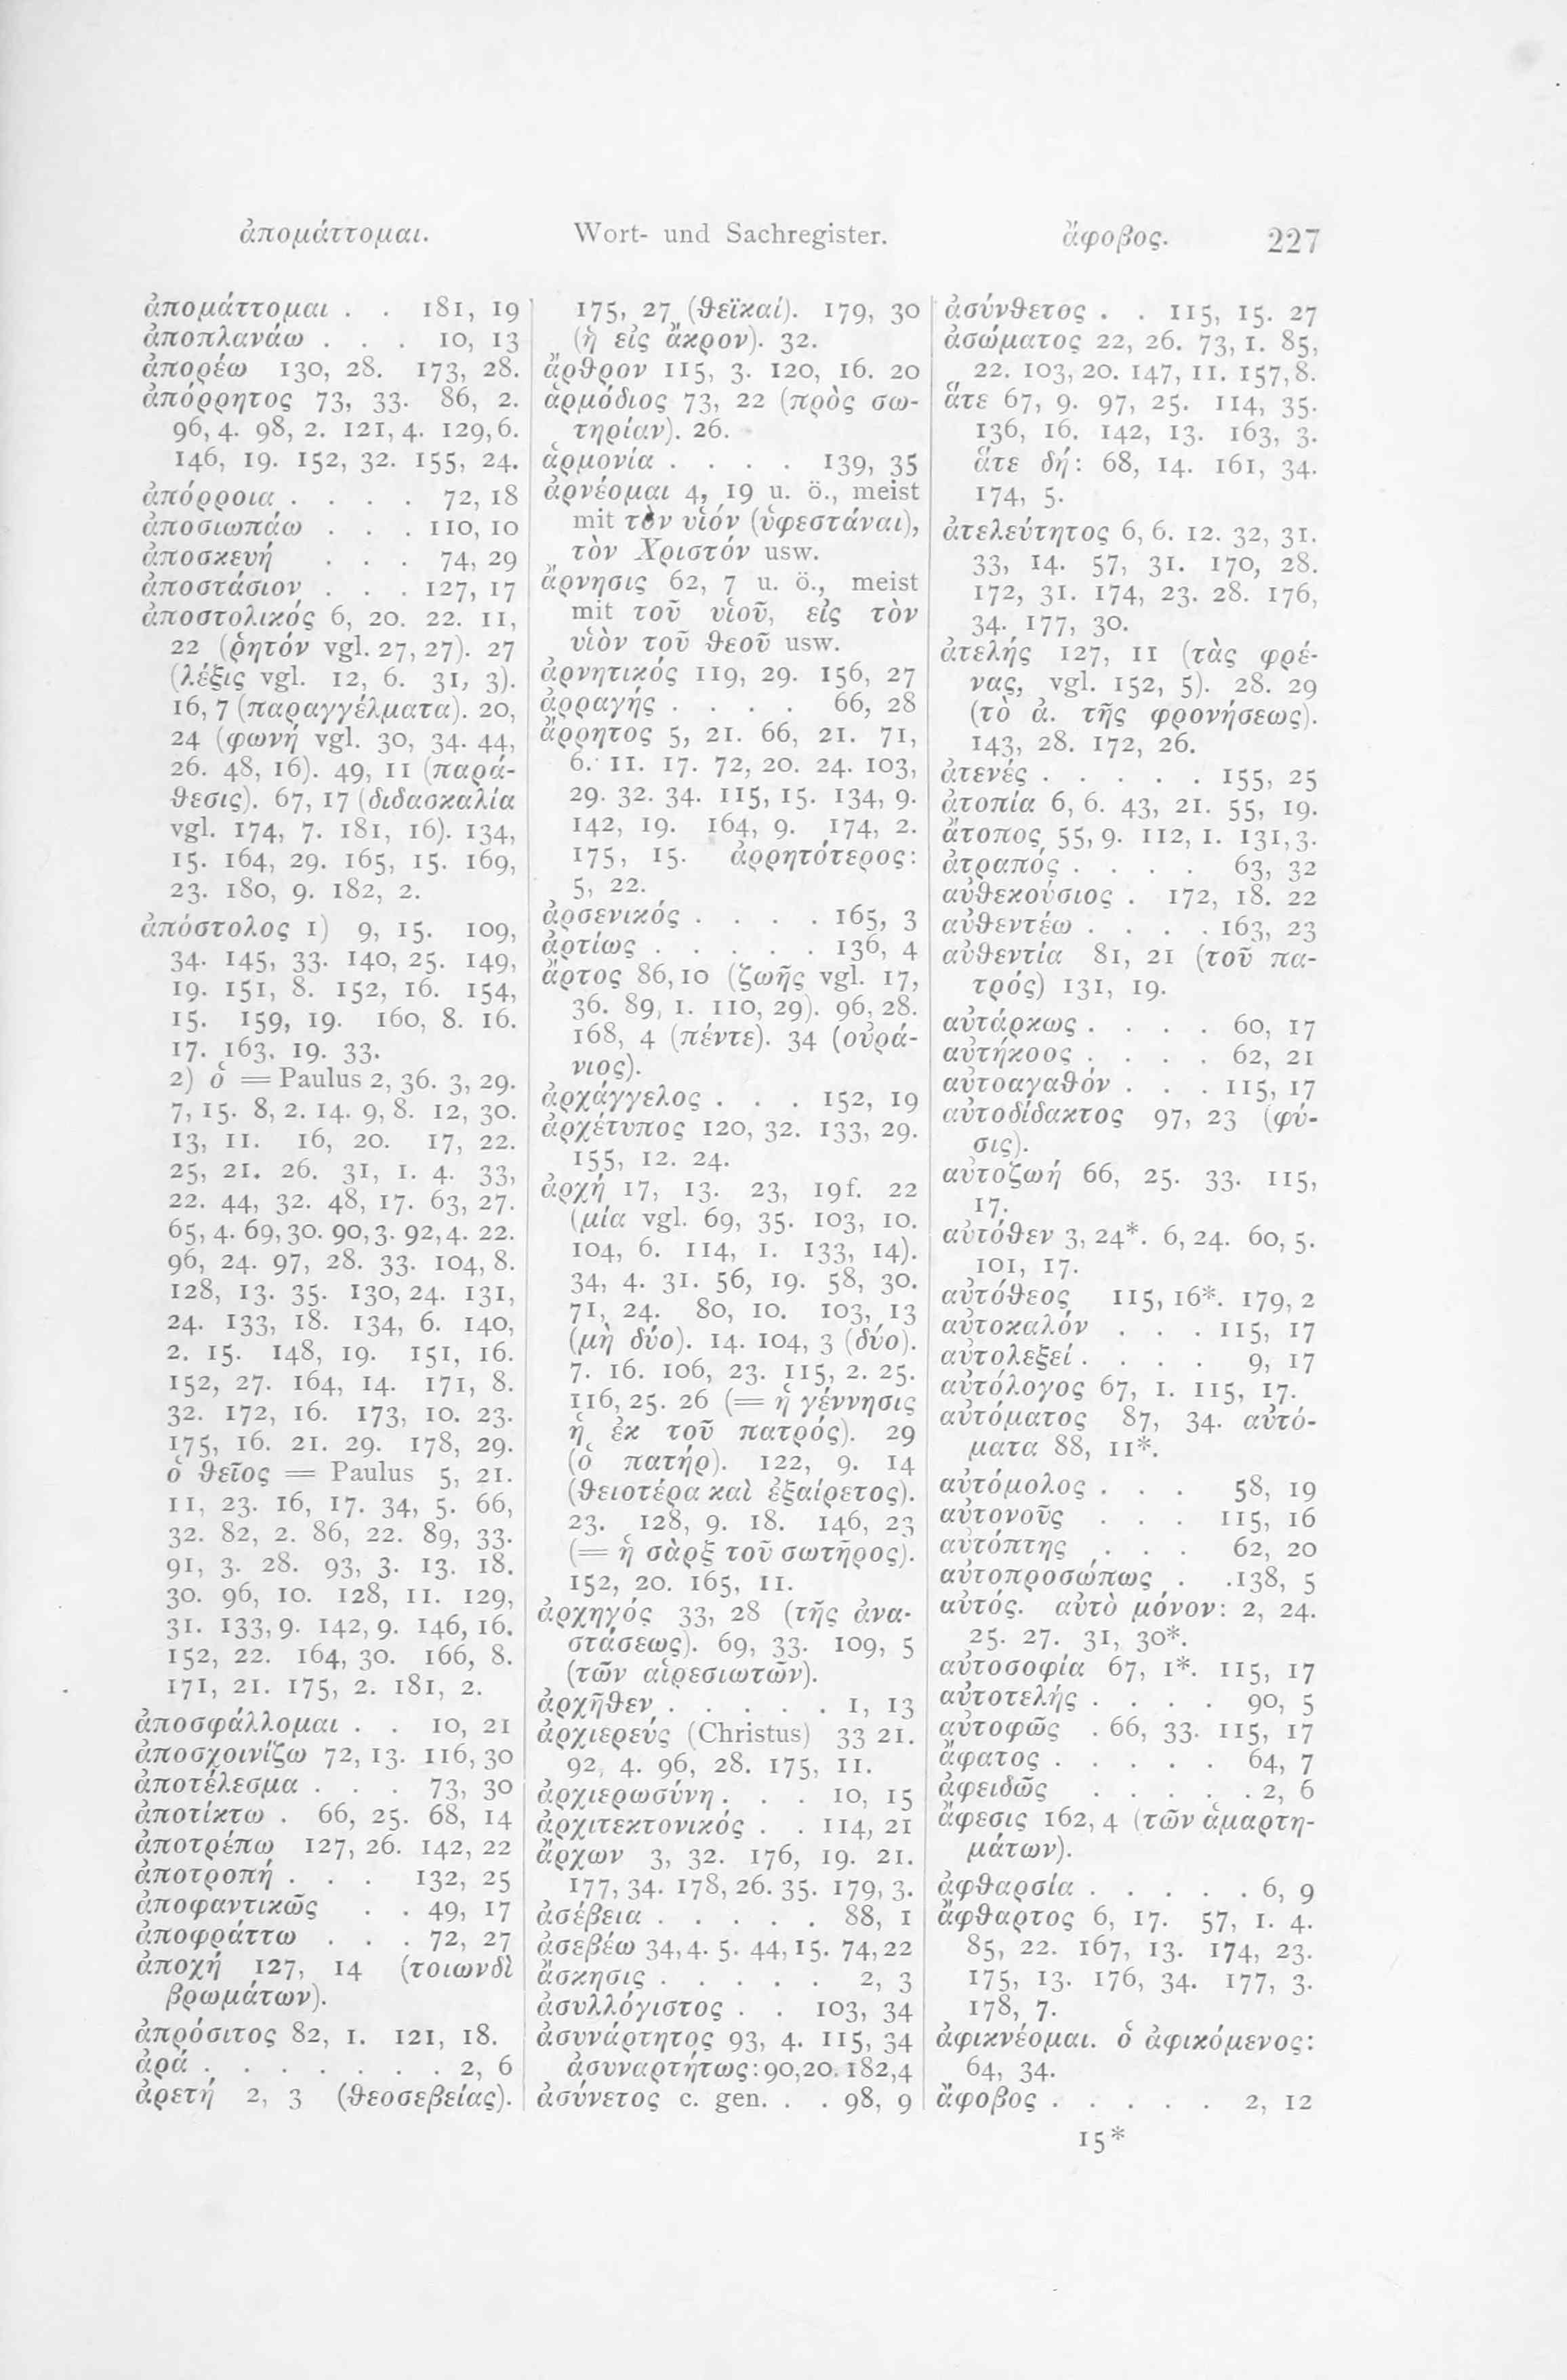 ἀπομάττομαι. Wort- und Sachregister. ἄφοβος. 227
ἀπομάττομαι . . 181, 19
ἀποπλανάω . . . 10, 13
ἀπορέω 130, 28. 173, 28.
ἀπόρρητος 73, 33. 86, 2.
96, 4. 98, 2. 121, 4. 129, 6.
146, 19. 152, 32. 155, 24.
ἀπόρροια . . . . 72, 18
ἀποσιωπάω . . . 110, 10
ἀποσκευή . . . 74, 29
ἀποστάσιον . . . 127, 17
ἀποστολικός 6, 20. 22. 11,
22 (ῥητόν vgl. 27, 27). 27
(λέξις vgl. 12, 6. 31, 3).
16, 7 (παραγγέλματα). 20,
24 (φωνή vgl. 30, 34. 44,
26. 48, 16). 49, 11 (παρά-
θεσις). 67, 17 (διδασκαλία
vgl. 174, 7. 181, 16). 134,
15. 164, 29. 165, 15. 169,
23. 180, 9. 182, 2.
ἀπόστολος 1) 9, 15. 109,
34. 145, 33. 140, 25. 149,
19. 151, 8. 152, 16. 154,
15. 159, 19. 160, 8. 16.
17. 163, 19. 33.
2) ὁ = Paulus 2, 36. 3, 29.
7, 15. 8, 2. 14. 9, 8. 12, 30.
13, 11. 16, 20. 17, 22.
25, 21. 26. 31, 1. 4. 33,
22. 44, 32. 48, 17. 63, 27.
65, 4. 69, 30. 90, 3. 92, 4. 22.
96, 24. 97, 28. 33. 104, 8.
128, 13. 35. 130, 24. 131,
24. 133, 18. 134, 6. 140,
2. 15. 148, 19. 151, 16.
152, 27. 164, 14. 171, 8.
32. 172, 16. 173, 10. 23.
175, 16. 21. 29. 178, 29.
ὁ θεῖος = Paulus 5, 21.
11, 23. 16, 17. 34, 5. 66,
32. 82, 2. 86, 22. 89, 33.
91, 3. 28. 93, 3. 13. 18.
30. 96, 10. 128, 11. 129,
31. 133, 9. 142, 9. 146, 16.
152, 22. 164, 30. 166, 8.
171, 21. 175, 2. 181, 2.
ἀποσφάλλομαι . . 10, 21
ἀποσχοινίζω 72, 13. 116, 30
ἀποτέλεσμα . . . 73, 30
ἀποτίκτω . 66, 25. 68, 14
ἀποτρέπω 127, 26. 142, 22
ἀποτροπή . . . 132, 25
ἀποφαντικῶς . . 49, 17
ἀποφράττω . . . 72, 27
ἀποχή 127, 14 (τοιωνδὶ
βρωμάτων).
ἀπρόσιτος 82, 1. 121, 18.
ἀρά . . . . . . . 2, 6
ἀρετή 2, 3 (θεοσεβείας).
175, 27 (θεϊκαί). 179, 30
(ἡ εἰς ἄκρον). 32.
ἄρθρον 115, 3. 120, 16. 20
ἁρμόδιος 73, 22 (πρὸς σω-
τηρίαν). 26.
ἁρμονία . . . . 139, 35
ἀρνέομαι 4, 19 u. ö., meist
mit τὸν υἱόν (ὑφεστάναι),
τὸν Χριστόν usw.
ἄρνησις 62, 7 u. ö., meist
mit τοῦ υἱοῦ, εἰς τὸν
υἱὸν τοῦ θεοῦ usw.
ἀρνητικός 119, 29. 156, 27
ἀρραγής . . . . 66, 28
ἄρρητος 5, 21. 66, 21. 71,
6. 11. 17. 72, 20. 24. 103,
29. 32. 34. 115, 15. 134, 9.
142, 19. 164, 9. 174, 2.
175, 15. ἀρρητότερος:
5, 22.
ἀρσενικός . . . . 165, 3
ἀρτίως . . . . . 136, 4
ἄρτος 86, 10 (ζωῆς vgl. 17,
36. 89, 1. 110, 29). 96, 28.
168, 4 (πέντε). 34 (οὐρά-
νιος).
ἀρχάγγελος . . . 152, 19
ἀρχέτυπος 120, 32. 133, 29.
155, 12. 24.
ἀρχή 17, 13. 23, 19f. 22
(μία vgl. 69, 35. 103, 10.
104, 6. 114, 1. 133, 14).
34, 4. 31. 56, 19. 58, 30.
71, 24. 80, 10. 103, 13
(μὴ δύο). 14. 104, 3 (δύο).
7. 16. 106, 23. 115, 2. 25.
116, 25. 26 (= ἡ γέννησις
ἡ ἐκ τοῦ πατρός). 29
(ὁ πατήρ). 122, 9. 14
(θειοτέρα καὶ ἐξαίρετος).
23. 128, 9. 18. 146, 23
(= ἡ σὰρξ τοῦ σωτῆρος).
152, 20. 165, 11.
ἀρχηγός 33, 28 (τῆς ἀνα-
στάσεως). 69, 33. 109, 5
(τῶν αἱρεσιωτῶν).
ἀρχῆθεν . . . . . 1, 13
ἀρχιερεύς (Christus) 33 21.
92, 4. 96, 28. 175, 11.
ἀρχιερωσύνη . . . 10, 15
ἀρχιτεκτονικός . . 114, 21
ἄρχων 3, 32. 176, 19. 21.
177, 34. 178, 26. 35. 179, 3.
ἀσέβεια . . . . . 88, 1
ἀσεβέω 34, 4. 5. 44, 15. 74, 22
ἄσκησις . . . . . 2, 3
ἀσυλλόγιστος . . 103, 34
ἀσυνάρτητος 93, 4. 115, 34
ἀσυναρτήτως: 90, 20. 182, 4
ἀσύνετος c. gen. . . 98, 9
ἀσύνθετος . . 115, 15. 27
ἀσώματος 22, 26. 73, 1. 85,
22. 103, 20. 147, 11. 157, 8.
ἅτε 67, 9. 97, 25. 114, 35.
136, 16. 142, 13. 163, 3.
ἅτε δή: 68, 14. 161, 34.
174, 5.
ἀτελεύτητος 6, 6. 12. 32, 31.
33, 14. 57, 31. 170, 28.
172, 31. 174, 23. 28. 176,
34. 177, 30.
ἀτελής 127, 11 (τὰς φρέ-
νας, vgl. 152, 5). 28. 29
(τὸ ἀ. τῆς φρονήσεως).
143, 28. 172, 26.
ἀτενές . . . . . 155, 25
ἀτοπία 6, 6. 43, 21. 55, 19.
ἄτοπος 55, 9. 112, 1. 131, 3.
ἀτραπός . . . . 63, 32
αὐθεκούσιος . 172, 18. 22
αὐθεντέω . . . . 163, 23
αὐθεντία 81, 21 (τοῦ πα-
τρός) 131, 19.
αὐτάρκως . . . . 60, 17
αὐτήκοος . . . . 62, 21
αὐτοαγαθόν . . . 115, 17
αὐτοδίδακτος 97, 23 (φύ-
σις).
αὐτοζωή 66, 25. 33. 115,
17.
αὐτόθεν 3, 24*. 6, 24. 60, 5.
101, 17.
αὐτόθεος 115, 16*. 179, 2
αὐτοκαλόν . . . 115, 17
αὐτολεξεί . . . . 9, 17
αὐτόλογος 67, 1. 115, 17.
αὐτόματος 87, 34. αὐτό-
ματα 88, 11*.
αὐτόμολος . . . 58, 19
αὐτονοῦς . . . 115, 16
αὐτόπτης . . . 62, 20
αὐτοπροσώπως . .138, 5
αὐτός. αὐτὸ μόνον: 2, 24.
25. 27. 31, 30*.
αὐτοσοφία 67, 1*. 115, 17
αὐτοτελής . . . . 90, 5
αὐτοφῶς . 66, 33. 115, 17
ἄφατος . . . . . 64, 7
ἀφειδῶς . . . . . 2, 6
ἄφεσις 162, 4 (τῶν ἁμαρτη-
μάτων).
ἀφθαρσία . . . . . 6, 9
ἄφθαρτος 6, 17. 57, 1. 4.
85, 22. 167, 13. 174, 23.
175, 13. 176, 34. 177, 3.
178, 7.
ἀφικνέομαι. ὁ ἀφικόμενος:
64, 34.
ἄφοβος . . . . . 2, 12
15*